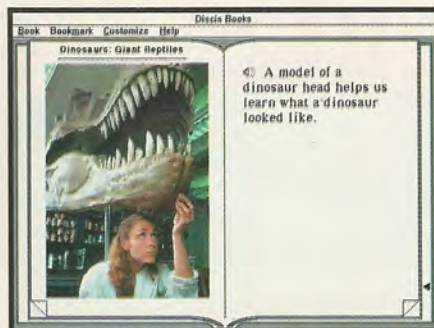 Discis Books
Book Bookmark Customize Help
Dinosaurs: Giant Reptiles
A model of a
dinosaur head helps us
learn what a dinosaur
looked like.